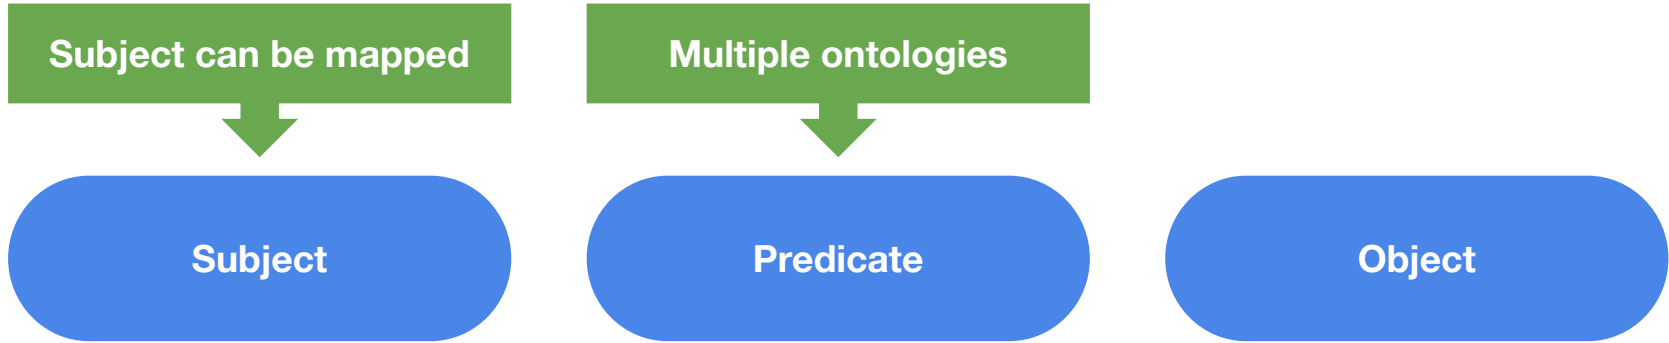 Subject can be mapped
Multiple ontologies
Subject
Predicate
Object